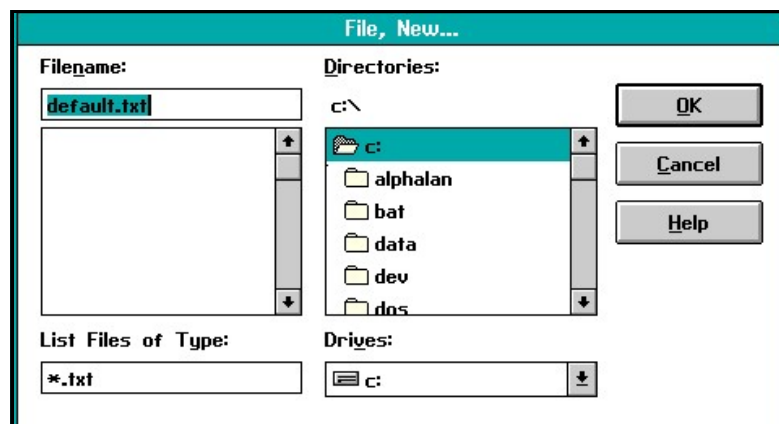 File, New...
Filename:
default.txt
Directories:
c:\
c:
alphalan
bat
data
dev
dos
OK
Cancel
Help
List Files of Type:
*.txt
Drives:
c: